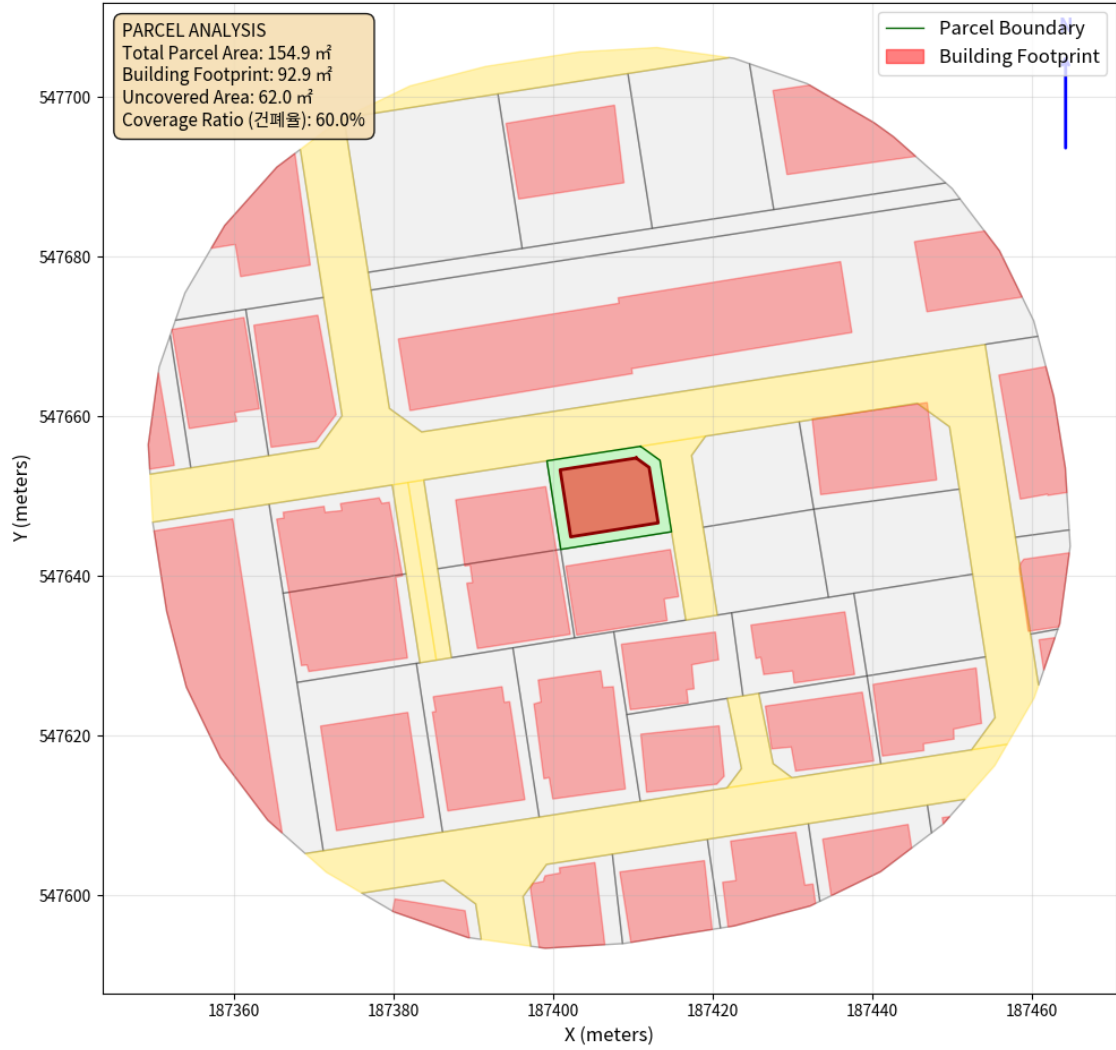 PARCEL ANALYSIS
Total Parcel Area: 154.9 ㎡
Building Footprint: 92.9 ㎡
Uncovered Area: 62.0 ㎡
Coverage Ratio (건폐율): 60.0%
Parcel Boundary
Building Footprint
N
547700
547680
547660
547640
547620
547600
Y (meters)
187360
187380
187400
187420
187440
187460
X (meters)